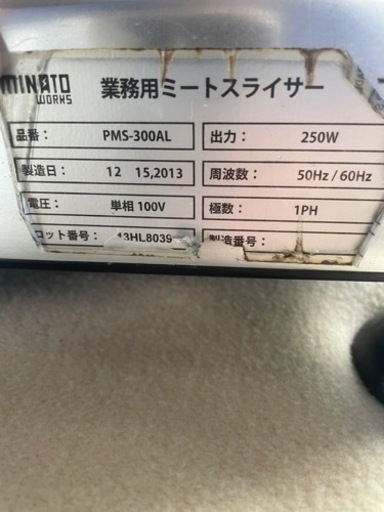 MINATO
WORKS
業務用ミートスライサー
品番： PMS-300AL
出力： 250W
製造日： 12 15,2013
周波数： 50Hz / 60Hz
電圧： 単相 100V
極数： 1PH
ロット番号： 13HL8039
製造番号：